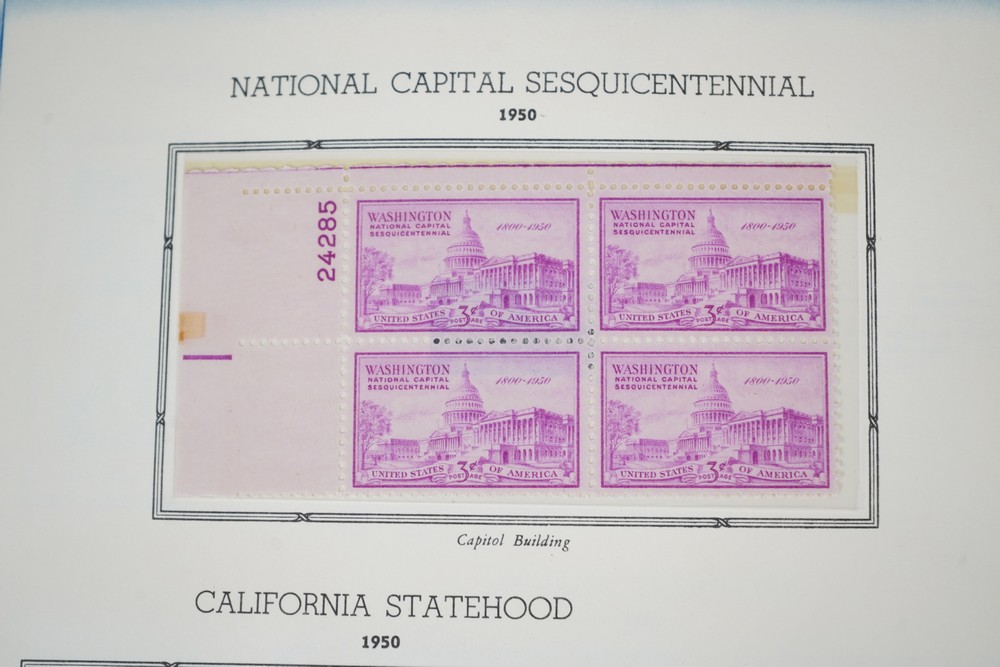 NATIONAL CAPITAL SESQUICENTENNIAL
1950
24285
WASHINGTON
NATIONAL CAPITAL
SESQUICENTENNIAL
1800-1950
UNITED STATES 3¢ OF AMERICA
POSTAGE
WASHINGTON
NATIONAL CAPITAL
SESQUICENTENNIAL
1800-1950
UNITED STATES 3¢ OF AMERICA
POSTAGE
WASHINGTON
NATIONAL CAPITAL
SESQUICENTENNIAL
1800-1950
UNITED STATES 3¢ OF AMERICA
POSTAGE
WASHINGTON
NATIONAL CAPITAL
SESQUICENTENNIAL
1800-1950
UNITED STATES 3¢ OF AMERICA
POSTAGE
Capitol Building
CALIFORNIA STATEHOOD
1950